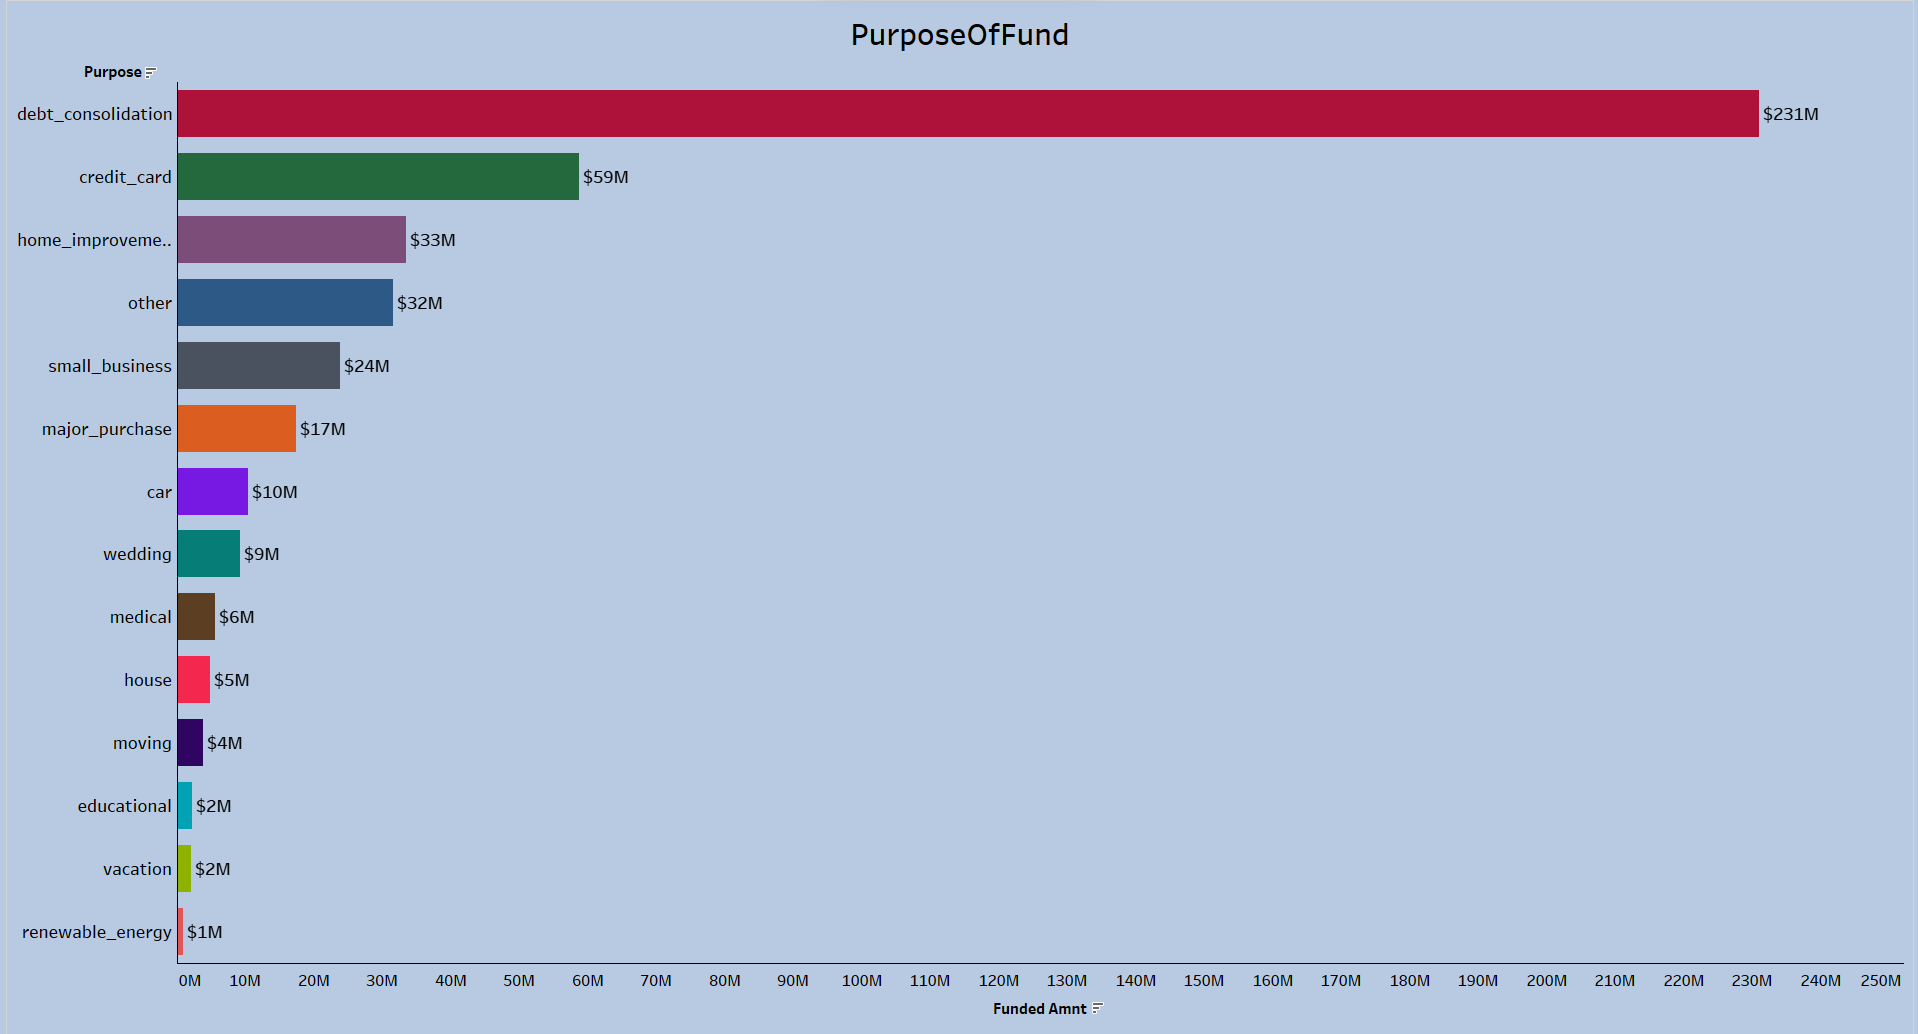 PurposeOfFund
Purpose
debt_consolidation $231M
credit_card $59M
home_improveme.. $33M
other $32M
small_business $24M
major_purchase $17M
car $10M
wedding $9M
medical $6M
house $5M
moving $4M
educational $2M
vacation $2M
renewable_energy $1M
0M 10M 20M 30M 40M 50M 60M 70M 80M 90M 100M 110M 120M 130M 140M 150M 160M 170M 180M 190M 200M 210M 220M 230M 240M 250M
Funded Amnt